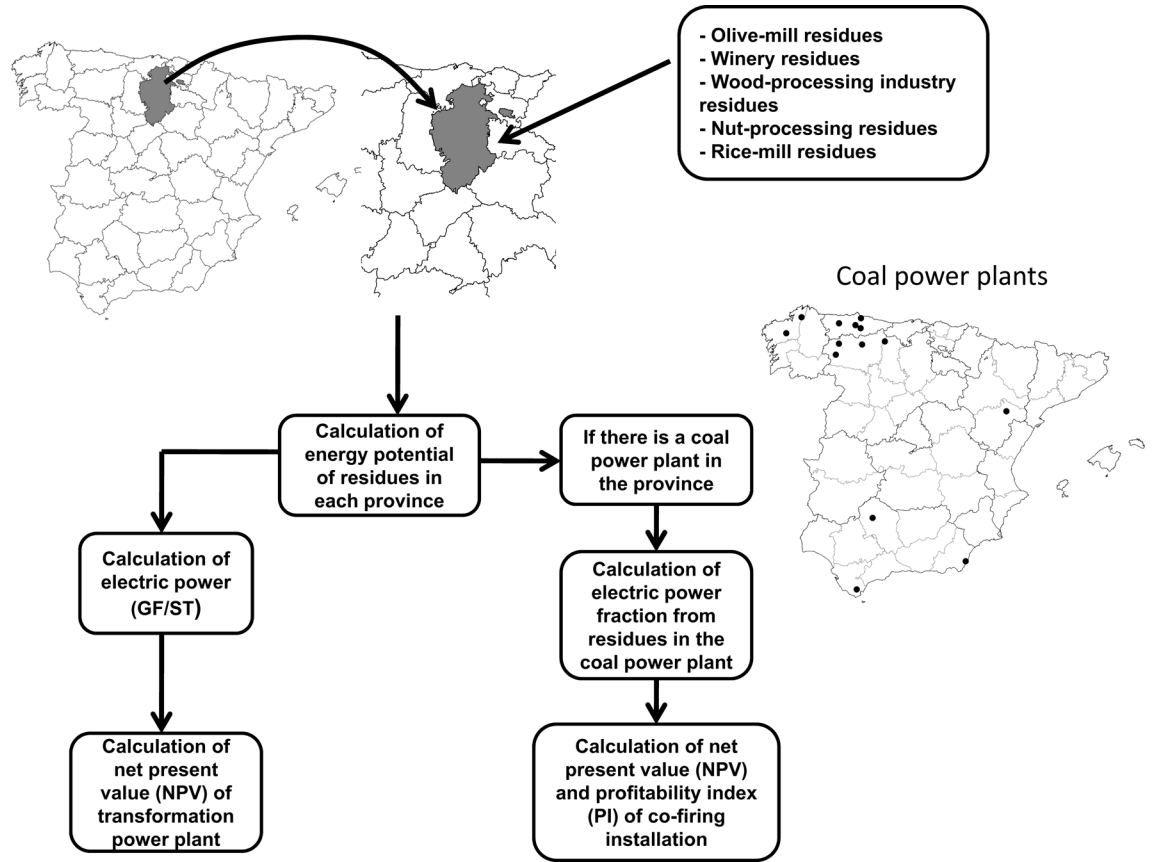 - Olive-mill residues
- Winery residues
- Wood-processing industry
residues
- Nut-processing residues
- Rice-mill residues
Coal power plants
Calculation of
energy potential
of residues in
each province
If there is a coal
power plant in
the province
Calculation of
electric power
(GF/ST)
Calculation of
electric power
fraction from
residues in the
coal power plant
Calculation of
net present
value (NPV) of
transformation
power plant
Calculation of net
present value (NPV)
and profitability index
(PI) of co-firing
installation